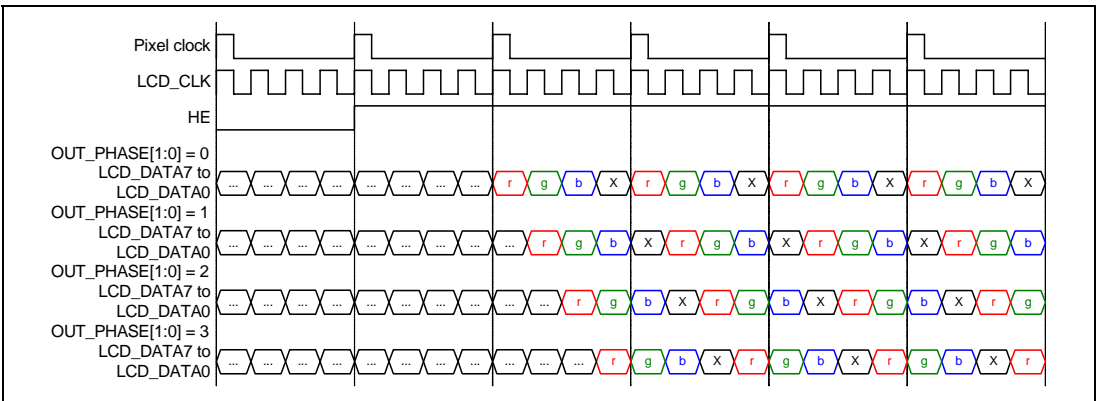 Pixel clock
LCD_CLK
HE
OUT_PHASE[1:0] = 0
LCD_DATA7 to
LCD_DATA0
... ... ... ... ... ... ... ... r g b X r g b X r g b X r g b X
OUT_PHASE[1:0] = 1
LCD_DATA7 to
LCD_DATA0
... ... ... ... ... ... ... ... ... r g b X r g b X r g b X r g b
OUT_PHASE[1:0] = 2
LCD_DATA7 to
LCD_DATA0
... ... ... ... ... ... ... ... ... ... r g b X r g b X r g b X r g
OUT_PHASE[1:0] = 3
LCD_DATA7 to
LCD_DATA0
... ... ... ... ... ... ... ... ... ... ... r g b X r g b X r g b X r